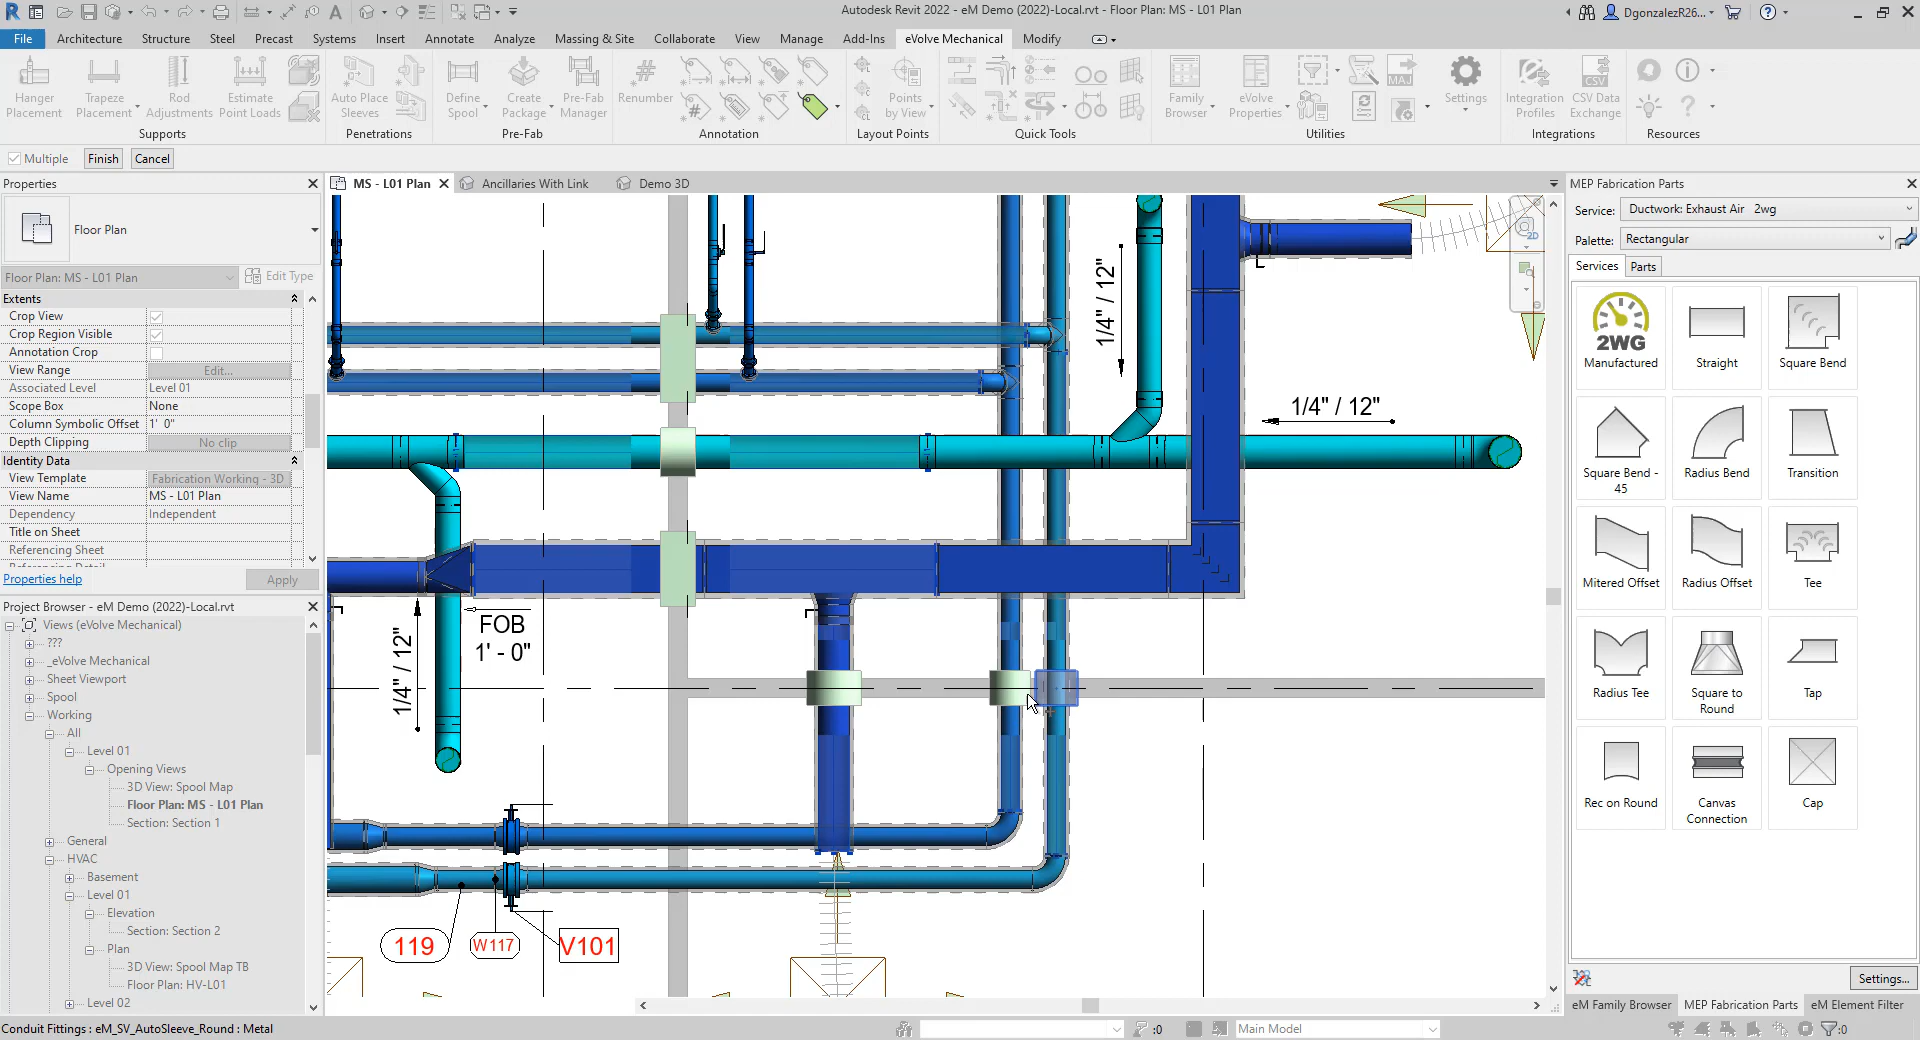 Autodesk Revit 2022 - eM Demo (2022)-Local.rvt - Floor Plan: MS - L01 Plan
DgonzalezR26...
File Architecture Structure Steel Precast Systems Insert Annotate Analyze Massing & Site Collaborate View Manage Add-Ins eVolve Mechanical Modify
Hanger Placement
Trapeze Placement
Rod Adjustments
Estimate Point Loads
Supports
Auto Place Sleeves
Penetrations
Define Spool
Create Package
Pre-Fab Manager
Pre-Fab
Renumber
Annotation
Points by View
Layout Points
Quick Tools
Family Browser
eVolve Properties
MAJ
Utilities
Settings
Integration Profiles
CSV
CSV Data Exchange
Integrations
Resources
Multiple Finish Cancel
Properties
Floor Plan
Floor Plan: MS - L01 Plan Edit Type
Extents
Crop View
Crop Region Visible
Annotation Crop
View Range Edit...
Associated Level Level 01
Scope Box None
Column Symbolic Offset 1' 0"
Depth Clipping No clip
Identity Data
View Template Fabrication Working - 3D
View Name MS - L01 Plan
Dependency Independent
Title on Sheet
Referencing Sheet
Referencing Detail
Properties help Apply
Project Browser - eM Demo (2022)-Local.rvt
Views (eVolve Mechanical)
???
_eVolve Mechanical
Sheet Viewport
Spool
Working
All
Level 01
Opening Views
3D View: Spool Map
Floor Plan: MS - L01 Plan
Section: Section 1
General
HVAC
Basement
Level 01
Elevation
Section: Section 2
Plan
3D View: Spool Map TB
Floor Plan: HV-L01
Level 02
MS - L01 Plan
Ancillaries With Link
Demo 3D
1/4" / 12"
1/4" / 12"
2D
FOB
1' - 0"
1/4" / 12"
119
W117
V101
MEP Fabrication Parts
Service: Ductwork: Exhaust Air 2wg
Palette: Rectangular
Services Parts
2WG
Manufactured
Straight
Square Bend
Square Bend - 45
Radius Bend
Transition
Mitered Offset
Radius Offset
Tee
Radius Tee
Square to Round
Tap
Rec on Round
Canvas Connection
Cap
Settings...
eM Family Browser MEP Fabrication Parts eM Element Filter
Conduit Fittings : eM_SV_AutoSleeve_Round : Metal
:0
Main Model
:0